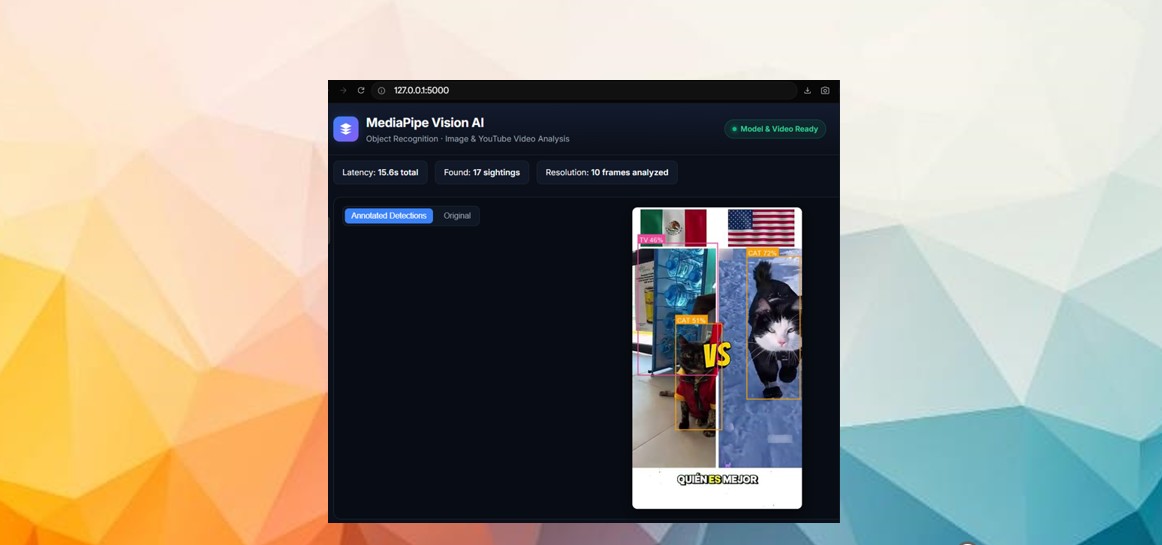 127.0.0.1:5000
MediaPipe Vision AI
Object Recognition · Image & YouTube Video Analysis
Model & Video Ready
Latency: 15.6s total
Found: 17 sightings
Resolution: 10 frames analyzed
Annotated Detections
Original
TV 46%
CAT 72%
CAT 51%
VS
QUIÉN ES MEJOR